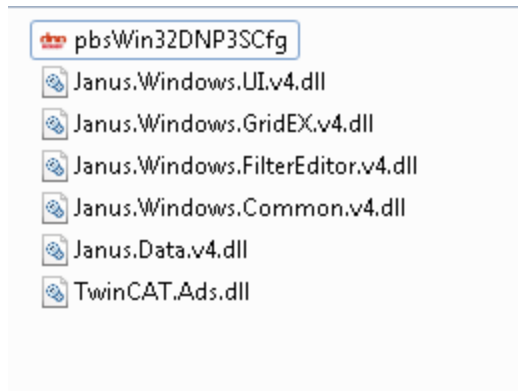 pbsWin32DNP3SCfg
Janus.Windows.UI.v4.dll
Janus.Windows.GridEX.v4.dll
Janus.Windows.FilterEditor.v4.dll
Janus.Windows.Common.v4.dll
Janus.Data.v4.dll
TwinCAT.Ads.dll